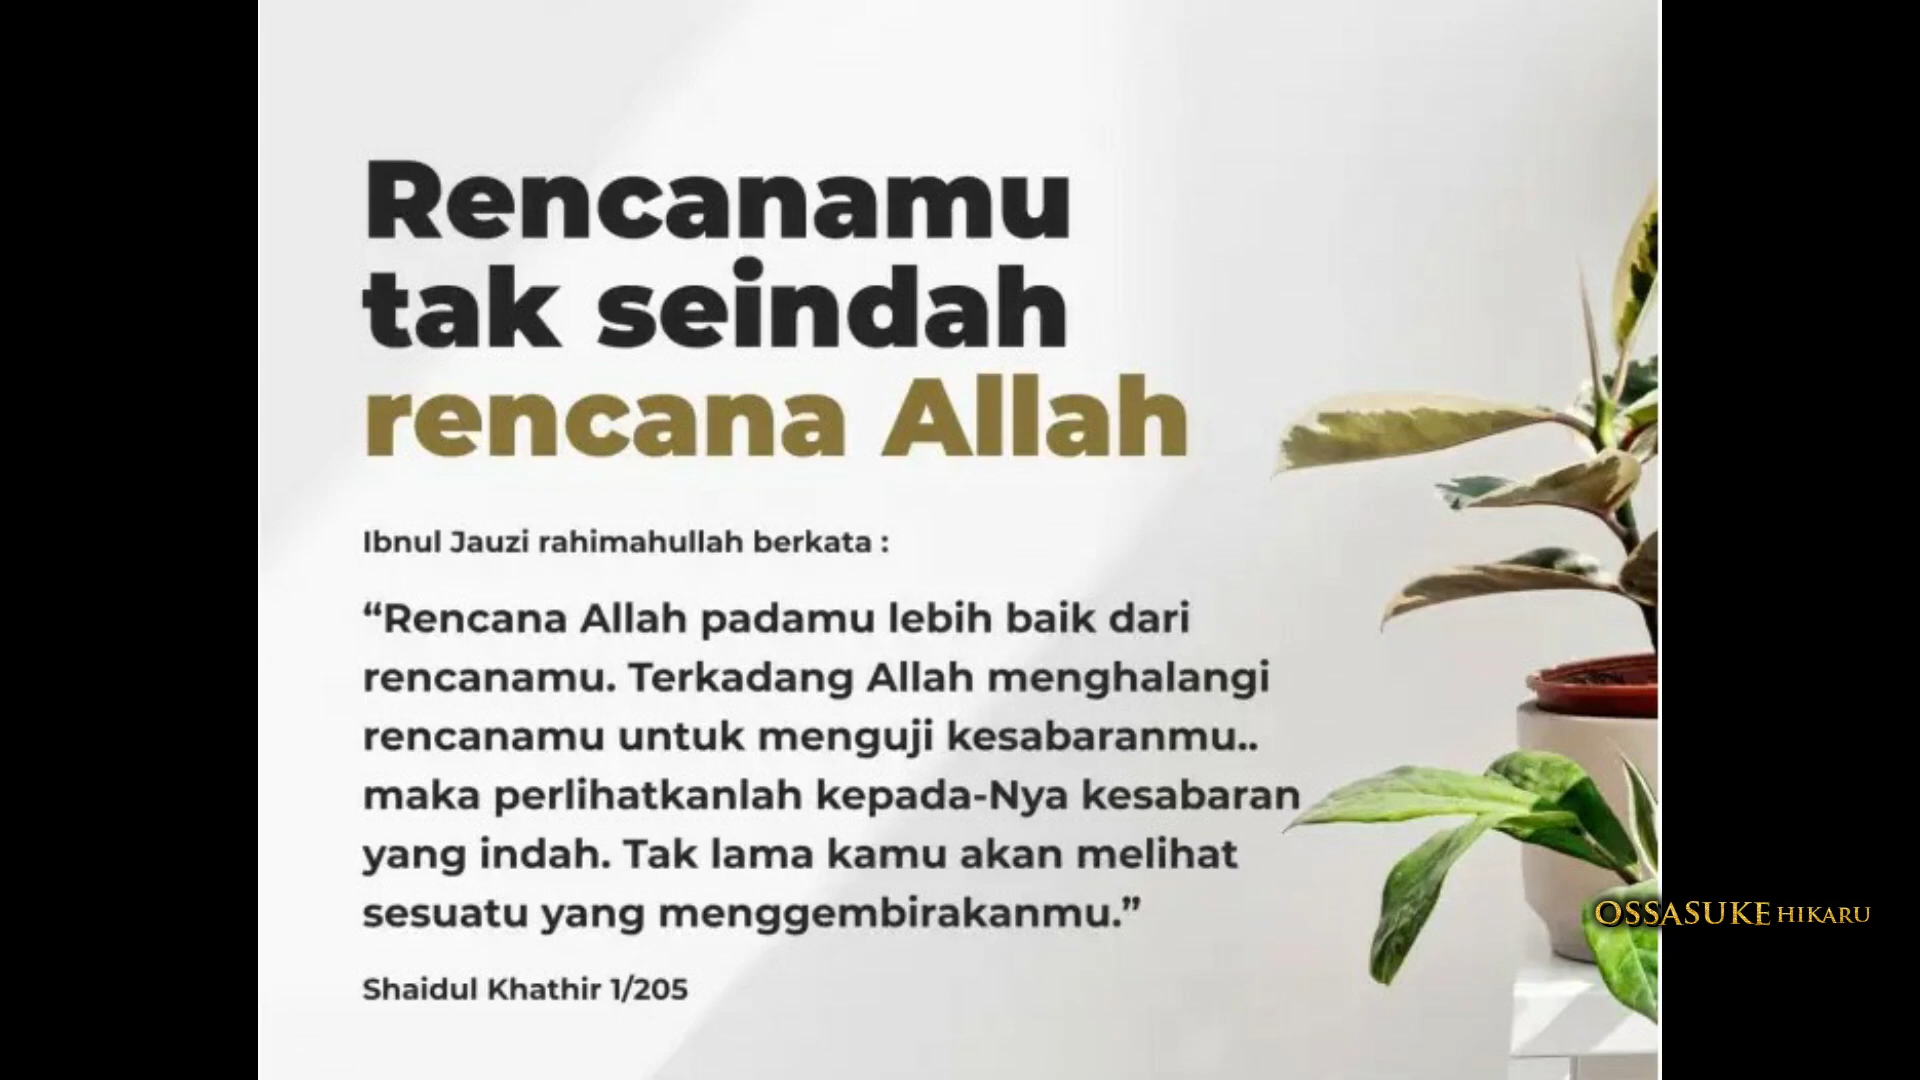 Rencanamu
tak seindah
rencana Allah
Ibnul Jauzi rahimahullah berkata :
“Rencana Allah padamu lebih baik dari
rencanamu. Terkadang Allah menghalangi
rencanamu untuk menguji kesabaranmu..
maka perlihatkanlah kepada-Nya kesabaran
yang indah. Tak lama kamu akan melihat
sesuatu yang menggembirakanmu.”
OSSASUKE HIKARU
Shaidul Khathir 1/205